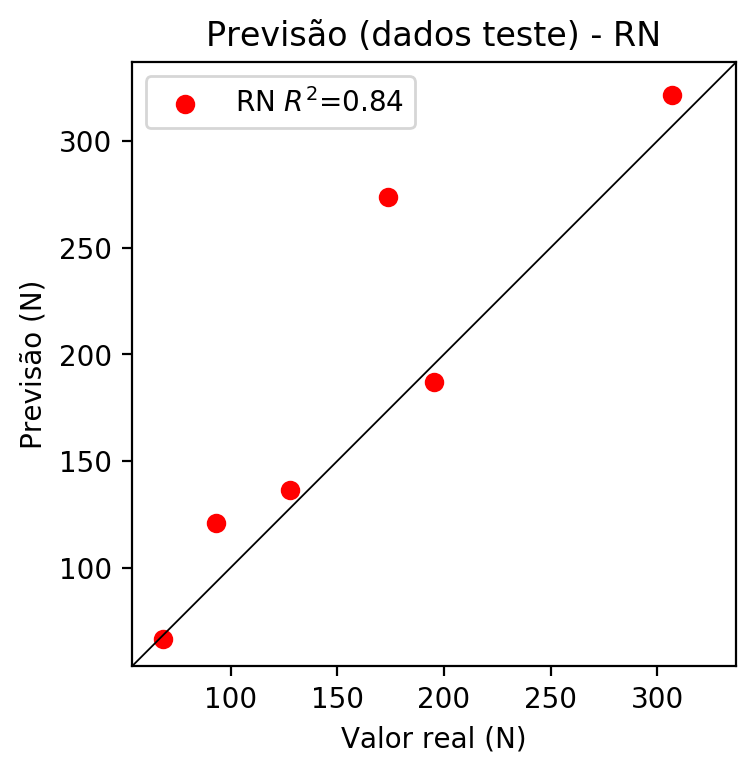 Previsão (dados teste) - RN
RN R²=0.84
300
250
200
150
100
Previsão (N)
100 150 200 250 300
Valor real (N)